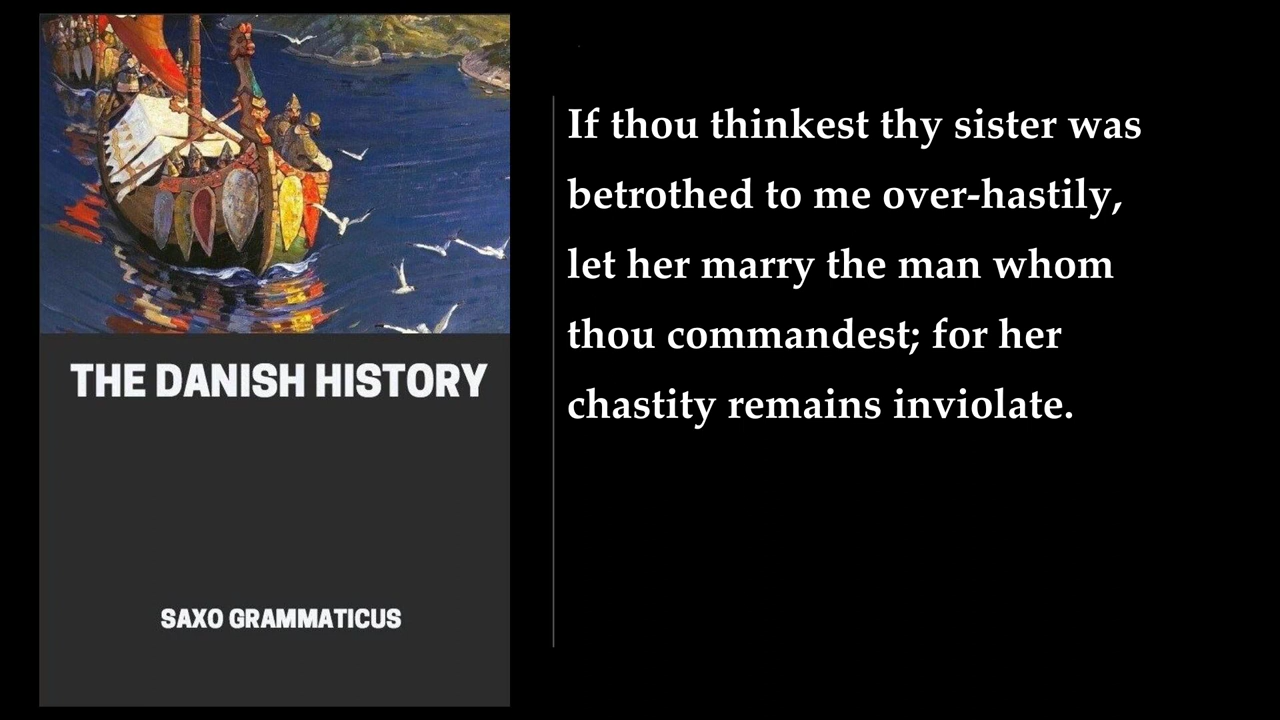 THE DANISH HISTORY
SAXO GRAMMATICUS
If thou thinkest thy sister was
betrothed to me over-hastily,
let her marry the man whom
thou commandest; for her
chastity remains inviolate.